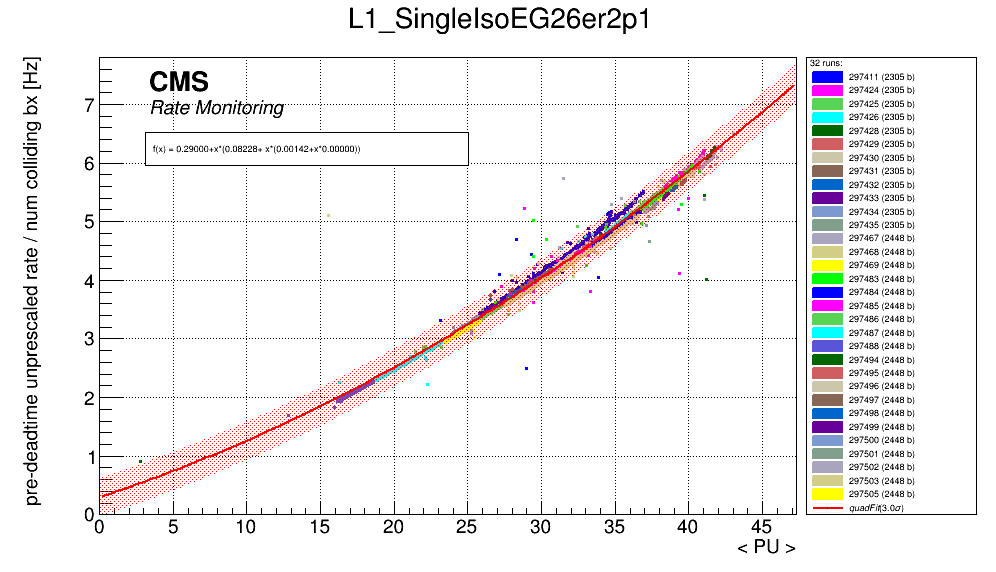 L1_SingleIsoEG26er2p1
pre-deadtime unprescaled rate / num colliding bx [Hz]
CMS
Rate Monitoring
f(x) = 0.29000+x*(0.08228+ x*(0.00142+x*0.00000))
7
6
5
4
3
2
1
0
0 5 10 15 20 25 30 35 40 45
< PU >
32 runs:
297411 (2305 b)
297424 (2305 b)
297425 (2305 b)
297426 (2305 b)
297428 (2305 b)
297429 (2305 b)
297430 (2305 b)
297431 (2305 b)
297432 (2305 b)
297433 (2305 b)
297434 (2305 b)
297435 (2305 b)
297467 (2448 b)
297468 (2448 b)
297469 (2448 b)
297483 (2448 b)
297484 (2448 b)
297485 (2448 b)
297486 (2448 b)
297487 (2448 b)
297488 (2448 b)
297494 (2448 b)
297495 (2448 b)
297496 (2448 b)
297497 (2448 b)
297498 (2448 b)
297499 (2448 b)
297500 (2448 b)
297501 (2448 b)
297502 (2448 b)
297503 (2448 b)
297505 (2448 b)
quadFit(3.0σ)